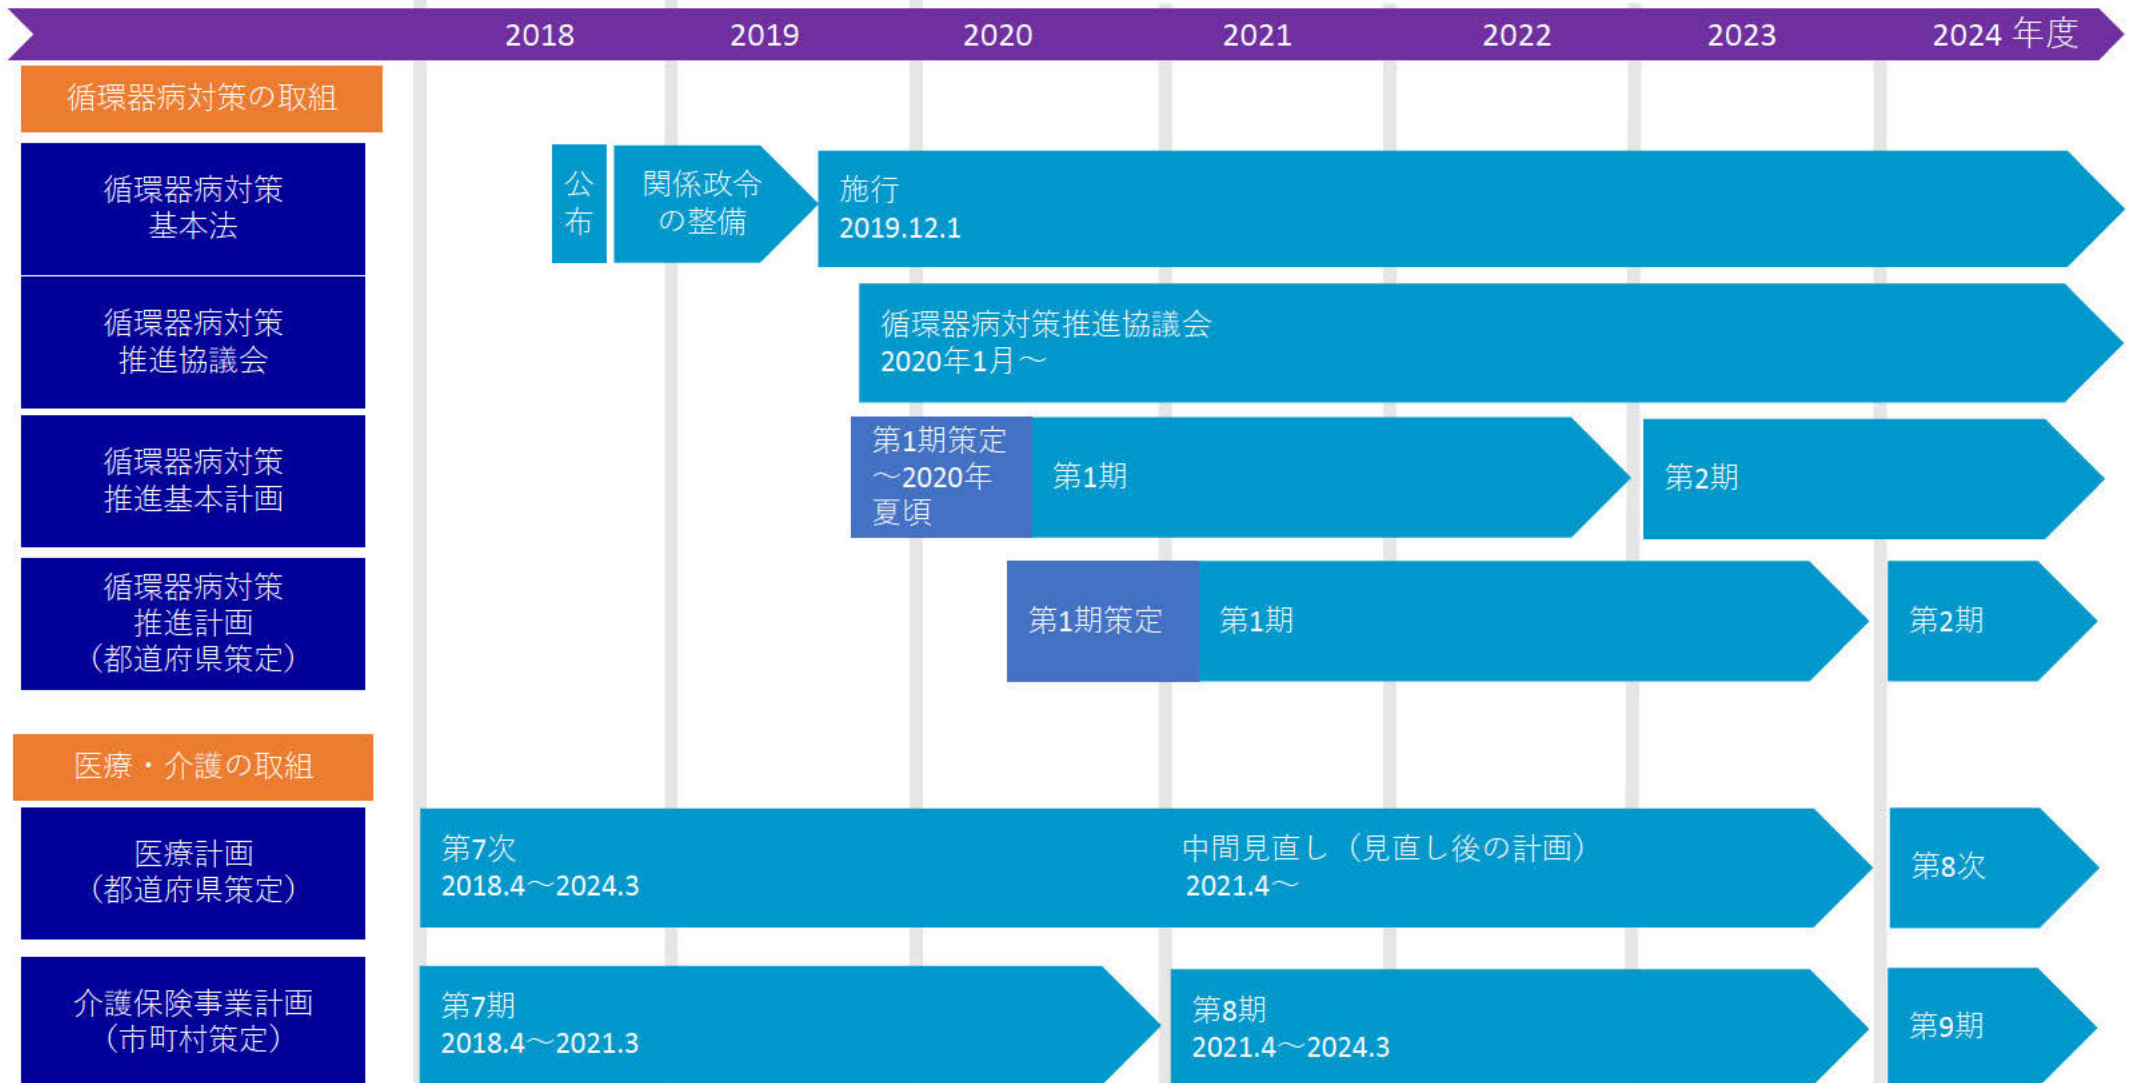 2018 2019 2020 2021 2022 2023 2024 年度
循環器病対策の取組
循環器病対策
基本法
公
布
関係政令
の整備
施行
2019.12.1
循環器病対策
推進協議会
循環器病対策推進協議会
2020年1月～
循環器病対策
推進基本計画
第1期策定
～2020年
夏頃
第1期
第2期
循環器病対策
推進計画
（都道府県策定）
第1期策定
第1期
第2期
医療・介護の取組
医療計画
（都道府県策定）
第7次
2018.4～2024.3
中間見直し（見直し後の計画）
2021.4～
第8次
介護保険事業計画
（市町村策定）
第7期
2018.4～2021.3
第8期
2021.4～2024.3
第9期